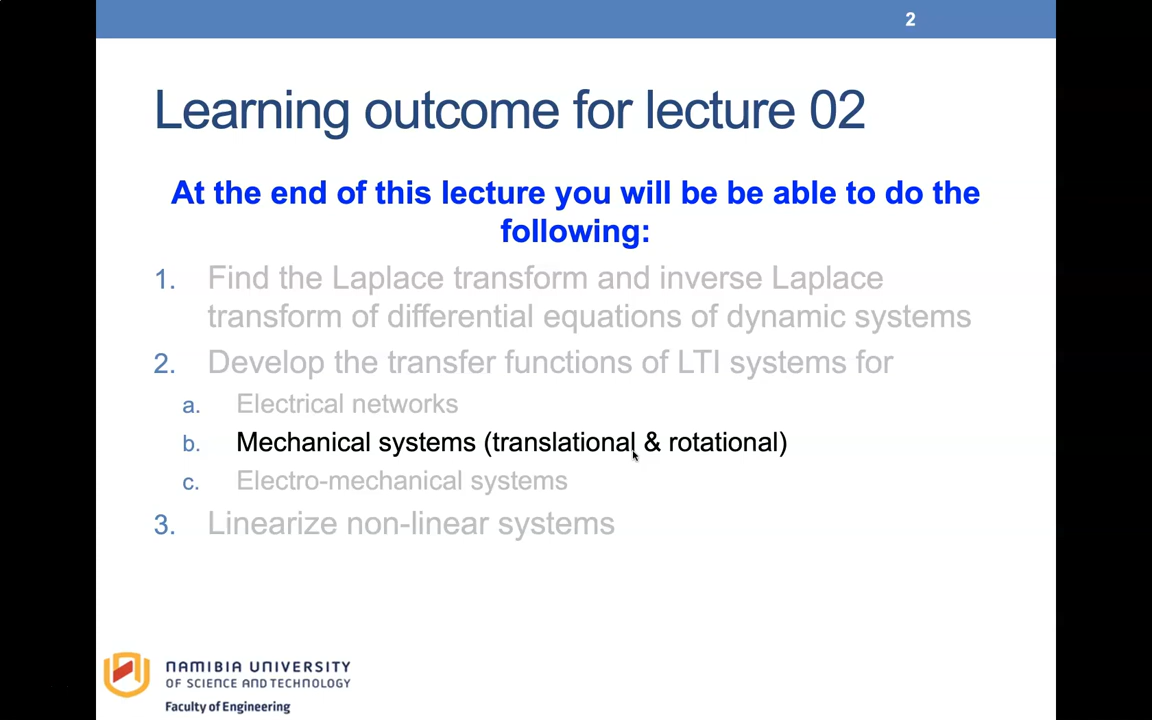 2
Learning outcome for lecture 02
At the end of this lecture you will be be able to do the
following:
1. Find the Laplace transform and inverse Laplace
transform of differential equations of dynamic systems
2. Develop the transfer functions of LTI systems for
a. Electrical networks
b. Mechanical systems (translational & rotational)
c. Electro-mechanical systems
3. Linearize non-linear systems
NAMIBIA UNIVERSITY
OF SCIENCE AND TECHNOLOGY
Faculty of Engineering